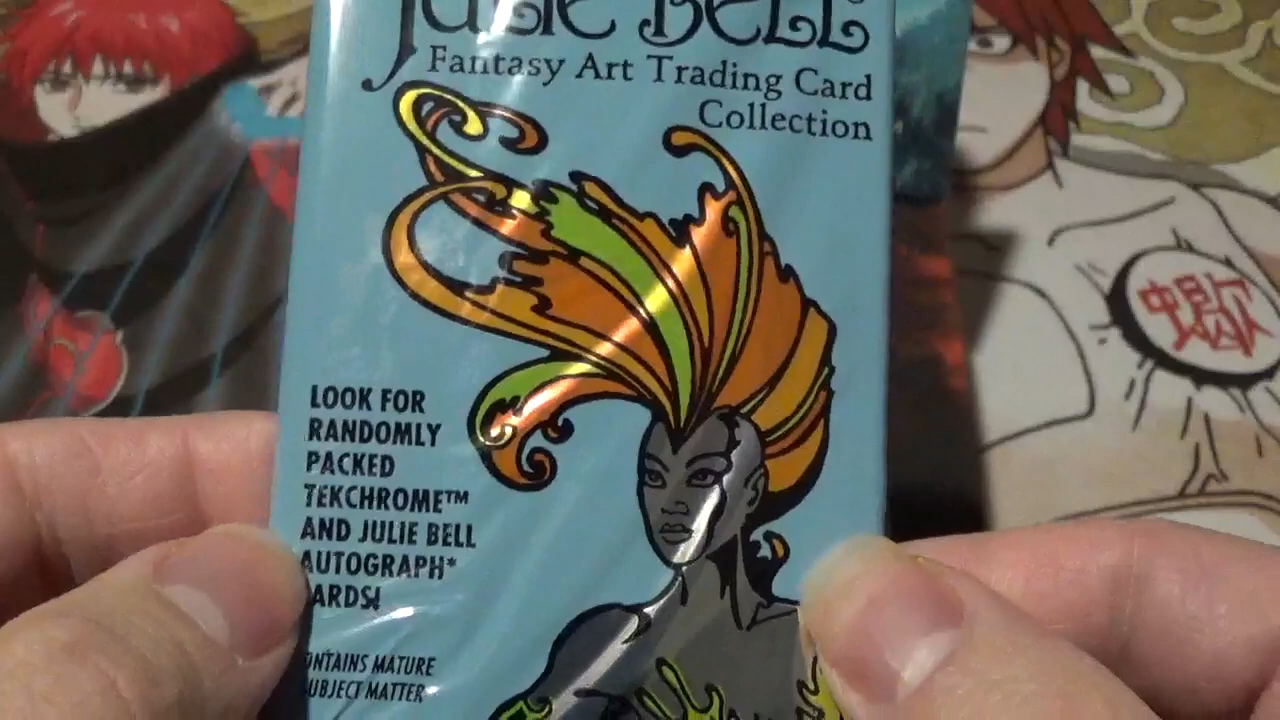 JULIE BELL
Fantasy Art Trading Card
Collection
LOOK FOR
RANDOMLY
PACKED
TEKCHROME™
AND JULIE BELL
AUTOGRAPH*
ARDS!
ONTAINS MATURE
UBJECT MATTER
蝎